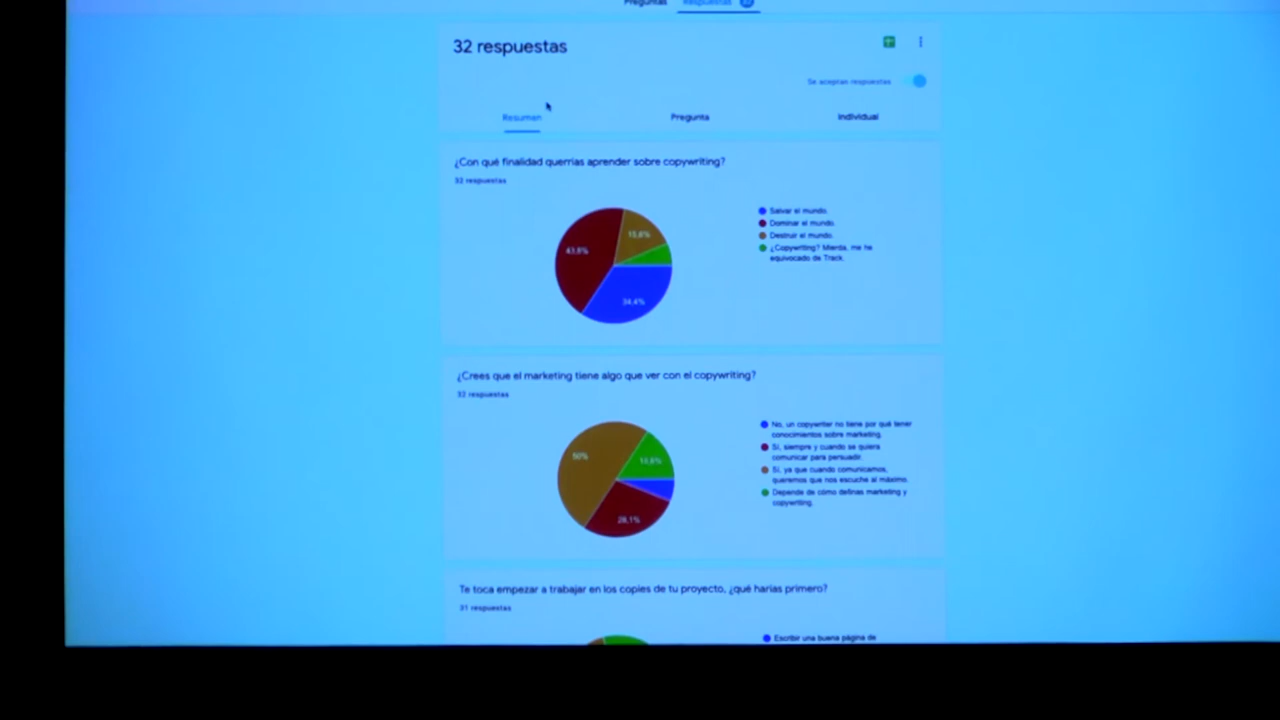 Preguntas Respuestas 32
32 respuestas
Se aceptan respuestas
Resumen Pregunta Individual
¿Con qué finalidad querrías aprender sobre copywriting?
32 respuestas
Salvar el mundo.
Dominar el mundo.
Destruir el mundo.
¿Copywriting? Mierda, me he
equivocado de Track.
43,8%
15,6%
34,4%
¿Crees que el marketing tiene algo que ver con el copywriting?
32 respuestas
No, un copywriter no tiene por qué tener
conocimientos sobre marketing.
Sí, siempre y cuando se quiera
comunicar para persuadir.
Sí, ya que cuando comunicamos,
queremos que nos escuche al máximo.
Depende de cómo definas marketing y
copywriting.
50%
15,6%
28,1%
Te toca empezar a trabajar en los copies de tu proyecto, ¿qué harías primero?
31 respuestas
Escribir una buena página de